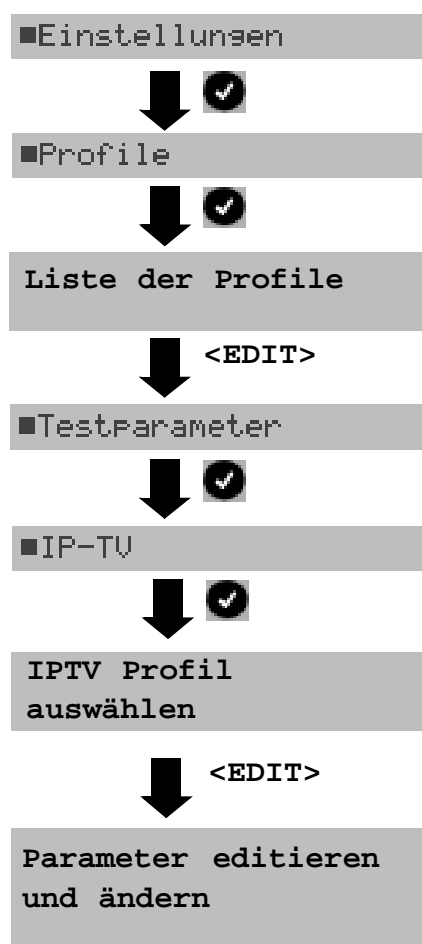 ■Einstellungen
■Profile
Liste der Profile
<EDIT>
■Testparameter
■IP-TV
IPTV Profil
auswählen
<EDIT>
Parameter editieren
und ändern